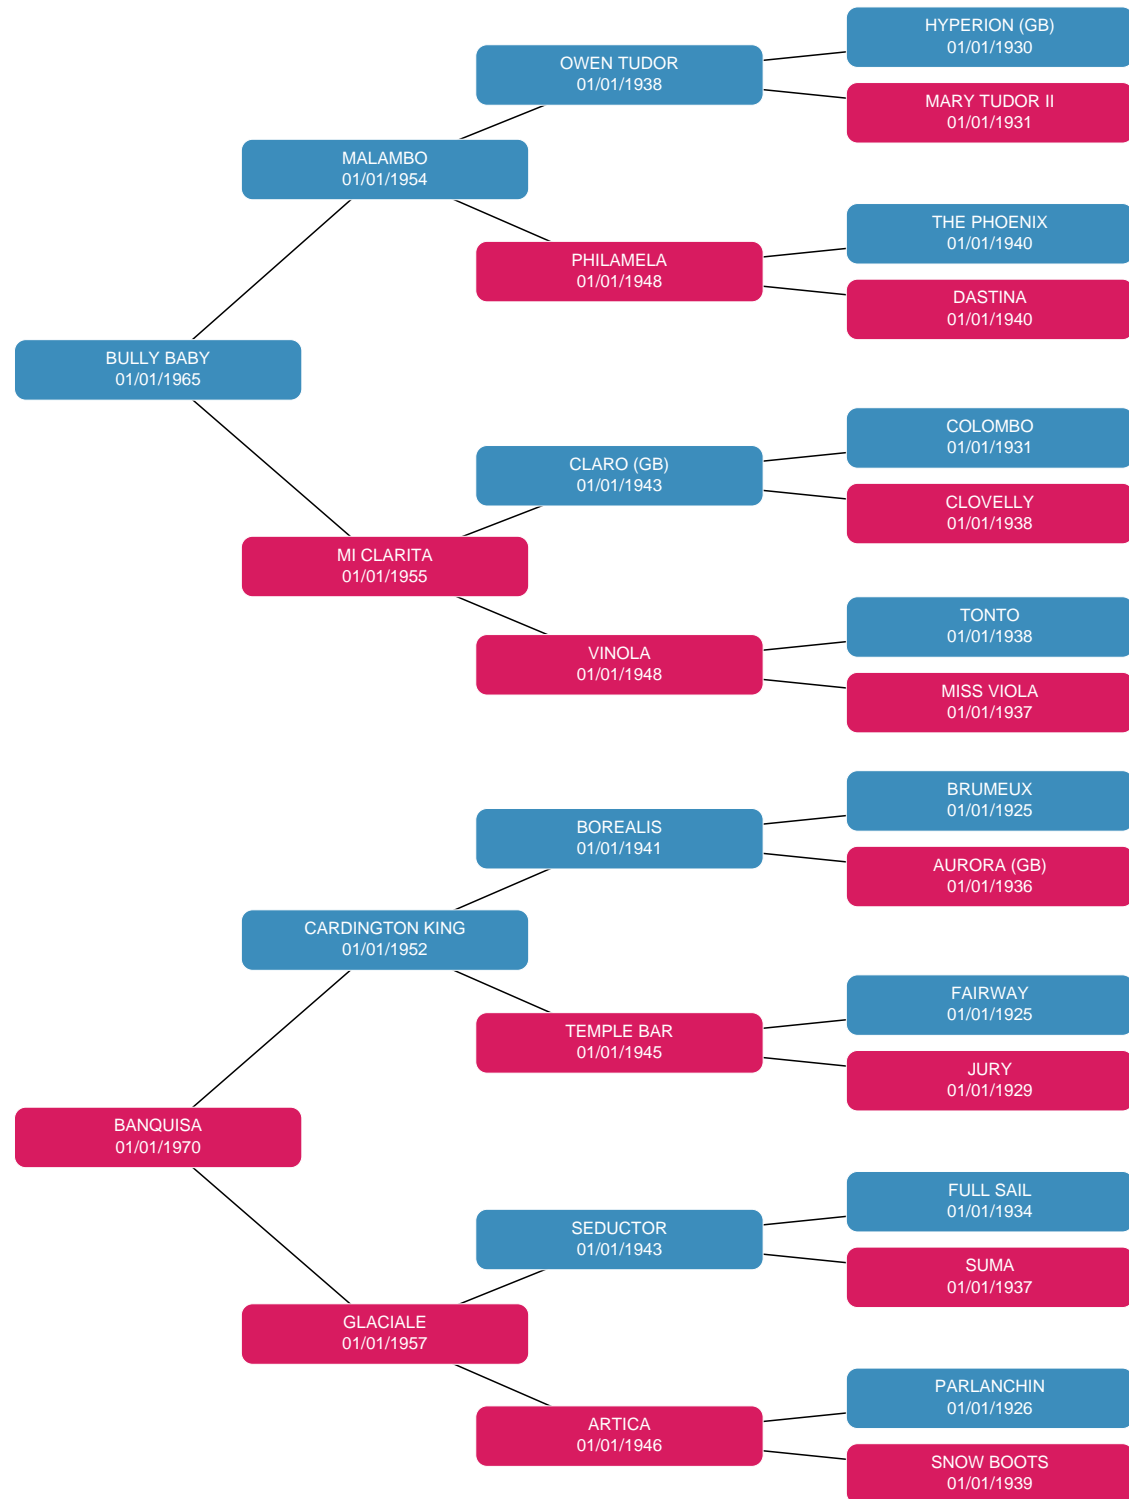 HYPERION (GB)
01/01/1930
OWEN TUDOR
01/01/1938
MARY TUDOR II
01/01/1931
MALAMBO
01/01/1954
THE PHOENIX
01/01/1940
PHILAMELA
01/01/1948
DASTINA
01/01/1940
BULLY BABY
01/01/1965
COLOMBO
01/01/1931
CLARO (GB)
01/01/1943
CLOVELLY
01/01/1938
MI CLARITA
01/01/1955
TONTO
01/01/1938
VINOLA
01/01/1948
MISS VIOLA
01/01/1937
BRUMEUX
01/01/1925
BOREALIS
01/01/1941
AURORA (GB)
01/01/1936
CARDINGTON KING
01/01/1952
FAIRWAY
01/01/1925
TEMPLE BAR
01/01/1945
JURY
01/01/1929
BANQUISA
01/01/1970
FULL SAIL
01/01/1934
SEDUCTOR
01/01/1943
SUMA
01/01/1937
GLACIALE
01/01/1957
PARLANCHIN
01/01/1926
ARTICA
01/01/1946
SNOW BOOTS
01/01/1939